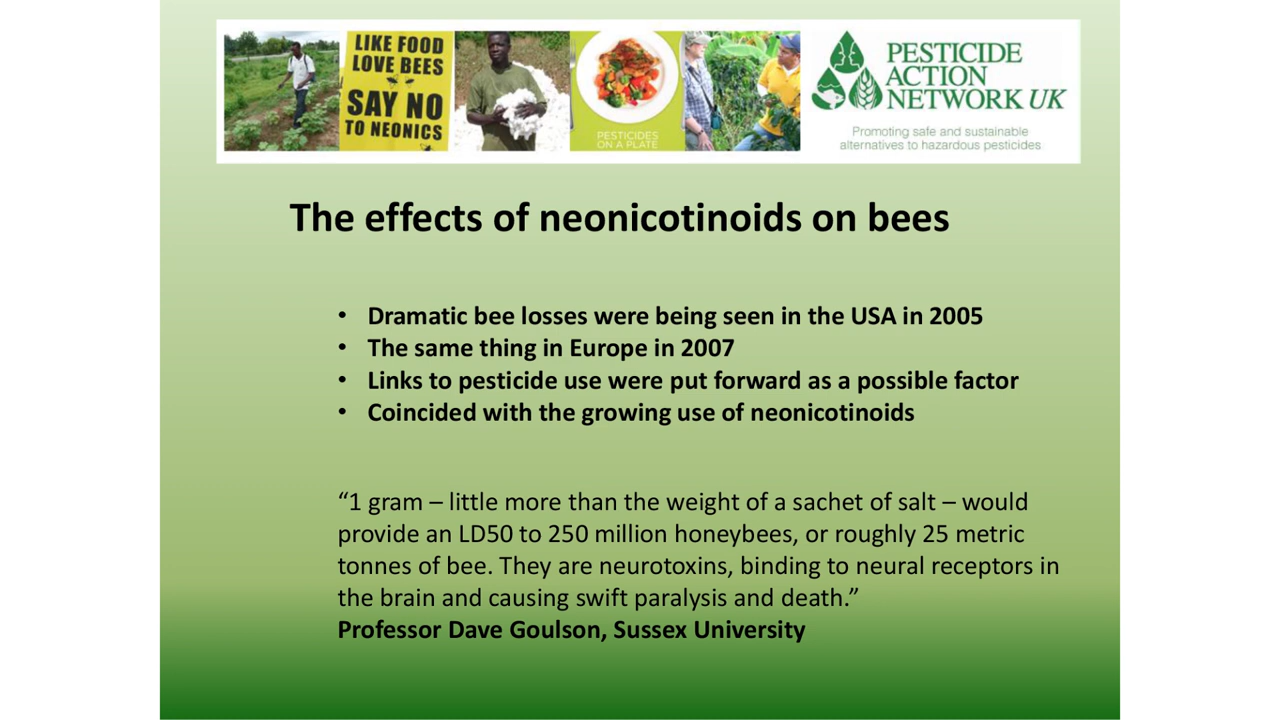 LIKE FOOD
LOVE BEES
SAY NO
TO NEONICS
PESTICIDES
ON A PLATE
PESTICIDE
ACTION
NETWORK UK
Promoting safe and sustainable
alternatives to hazardous pesticides
The effects of neonicotinoids on bees
• Dramatic bee losses were being seen in the USA in 2005
• The same thing in Europe in 2007
• Links to pesticide use were put forward as a possible factor
• Coincided with the growing use of neonicotinoids
“1 gram – little more than the weight of a sachet of salt – would
provide an LD50 to 250 million honeybees, or roughly 25 metric
tonnes of bee. They are neurotoxins, binding to neural receptors in
the brain and causing swift paralysis and death.”
Professor Dave Goulson, Sussex University